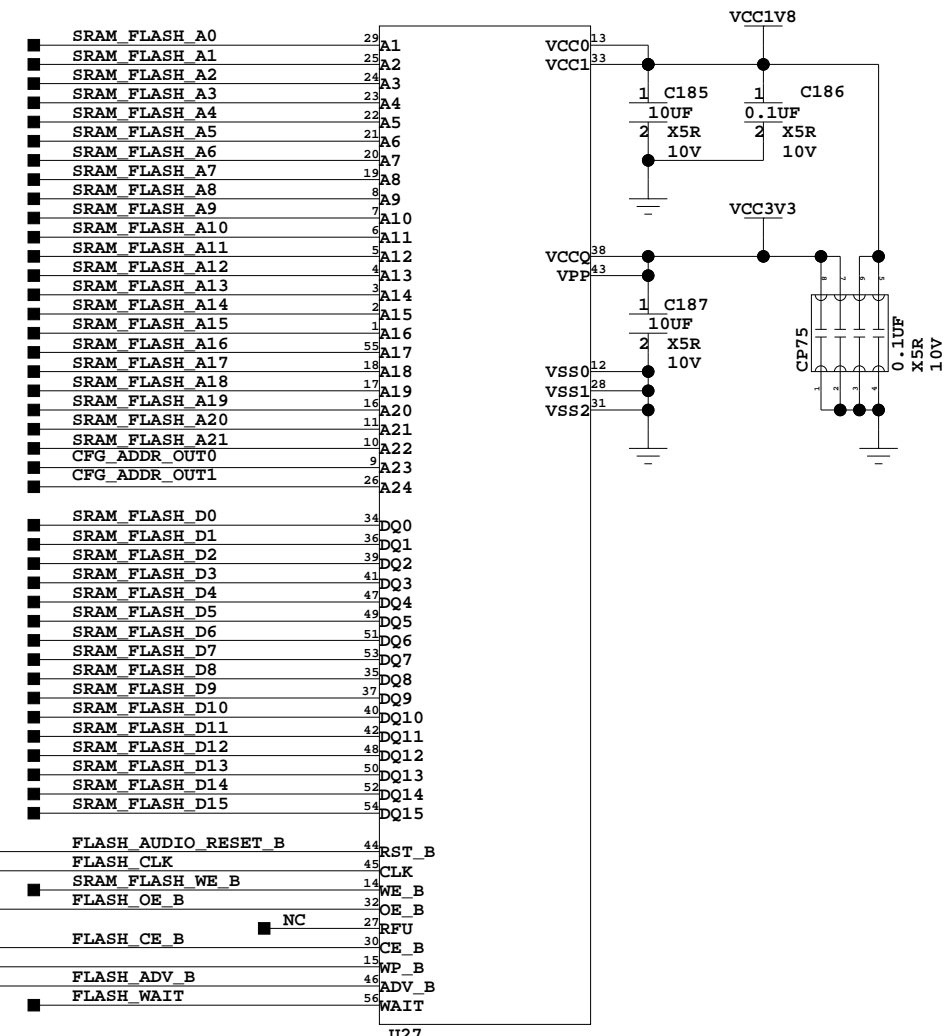 SRAM_FLASH_A0 29 A1
SRAM_FLASH_A1 25 A2
SRAM_FLASH_A2 24 A3
SRAM_FLASH_A3 23 A4
SRAM_FLASH_A4 22 A5
SRAM_FLASH_A5 21 A6
SRAM_FLASH_A6 20 A7
SRAM_FLASH_A7 19 A8
SRAM_FLASH_A8 8 A9
SRAM_FLASH_A9 7 A10
SRAM_FLASH_A10 6 A11
SRAM_FLASH_A11 5 A12
SRAM_FLASH_A12 4 A13
SRAM_FLASH_A13 3 A14
SRAM_FLASH_A14 2 A15
SRAM_FLASH_A15 1 A16
SRAM_FLASH_A16 55 A17
SRAM_FLASH_A17 18 A18
SRAM_FLASH_A18 17 A19
SRAM_FLASH_A19 16 A20
SRAM_FLASH_A20 11 A21
SRAM_FLASH_A21 10 A22
CFG_ADDR_OUT0 9 A23
CFG_ADDR_OUT1 26 A24
SRAM_FLASH_D0 34 DQ0
SRAM_FLASH_D1 36 DQ1
SRAM_FLASH_D2 39 DQ2
SRAM_FLASH_D3 41 DQ3
SRAM_FLASH_D4 47 DQ4
SRAM_FLASH_D5 49 DQ5
SRAM_FLASH_D6 51 DQ6
SRAM_FLASH_D7 53 DQ7
SRAM_FLASH_D8 35 DQ8
SRAM_FLASH_D9 37 DQ9
SRAM_FLASH_D10 40 DQ10
SRAM_FLASH_D11 42 DQ11
SRAM_FLASH_D12 48 DQ12
SRAM_FLASH_D13 50 DQ13
SRAM_FLASH_D14 52 DQ14
SRAM_FLASH_D15 54 DQ15
FLASH_AUDIO_RESET_B 44 RST_B
FLASH_CLK 45 CLK
SRAM_FLASH_WE_B 14 WE_B
FLASH_OE_B 32 OE_B
NC 27 RFU
FLASH_CE_B 30 CE_B
15 WP_B
FLASH_ADV_B 46 ADV_B
FLASH_WAIT 56 WAIT
U27
VCC1V8
VCC0 13
VCC1 33
1 C185
10UF
2 X5R
10V
1 C186
0.1UF
2 X5R
10V
VCC3V3
VCCQ 38
VPP 43
1 C187
10UF
2 X5R
10V
VSS0 12
VSS1 28
VSS2 31
8 7 6 5
CP75
0.1UF
X5R
10V
1 2 3 4